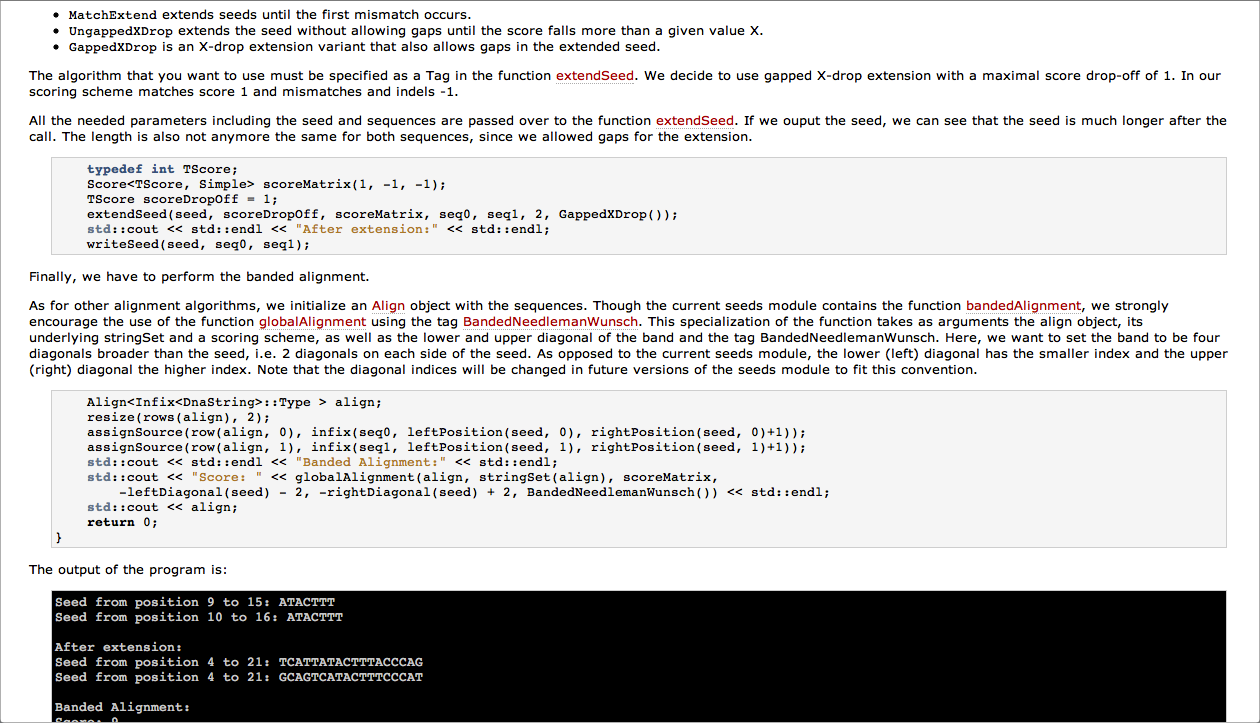 • MatchExtend extends seeds until the first mismatch occurs.
• UngappedXDrop extends the seed without allowing gaps until the score falls more than a given value X.
• GappedXDrop is an X-drop extension variant that also allows gaps in the extended seed.
The algorithm that you want to use must be specified as a Tag in the function extendSeed. We decide to use gapped X-drop extension with a maximal score drop-off of 1. In our
scoring scheme matches score 1 and mismatches and indels -1.
All the needed parameters including the seed and sequences are passed over to the function extendSeed. If we ouput the seed, we can see that the seed is much longer after the
call. The length is also not anymore the same for both sequences, since we allowed gaps for the extension.
typedef int TScore;
Score<TScore, Simple> scoreMatrix(1, -1, -1);
TScore scoreDropOff = 1;
extendSeed(seed, scoreDropOff, scoreMatrix, seq0, seq1, 2, GappedXDrop());
std::cout << std::endl << "After extension:" << std::endl;
writeSeed(seed, seq0, seq1);
Finally, we have to perform the banded alignment.
As for other alignment algorithms, we initialize an Align object with the sequences. Though the current seeds module contains the function bandedAlignment, we strongly
encourage the use of the function globalAlignment using the tag BandedNeedlemanWunsch. This specialization of the function takes as arguments the align object, its
underlying stringSet and a scoring scheme, as well as the lower and upper diagonal of the band and the tag BandedNeedlemanWunsch. Here, we want to set the band to be four
diagonals broader than the seed, i.e. 2 diagonals on each side of the seed. As opposed to the current seeds module, the lower (left) diagonal has the smaller index and the upper
(right) diagonal the higher index. Note that the diagonal indices will be changed in future versions of the seeds module to fit this convention.
Align<Infix<DnaString>::Type > align;
resize(rows(align), 2);
assignSource(row(align, 0), infix(seq0, leftPosition(seed, 0), rightPosition(seed, 0)+1));
assignSource(row(align, 1), infix(seq1, leftPosition(seed, 1), rightPosition(seed, 1)+1));
std::cout << std::endl << "Banded Alignment:" << std::endl;
std::cout << "Score: " << globalAlignment(align, stringSet(align), scoreMatrix,
-leftDiagonal(seed) - 2, -rightDiagonal(seed) + 2, BandedNeedlemanWunsch()) << std::endl;
std::cout << align;
return 0;
}
The output of the program is:
Seed from position 9 to 15: ATACTTT
Seed from position 10 to 16: ATACTTT
After extension:
Seed from position 4 to 21: TCATTATACTTTACCCAG
Seed from position 4 to 21: GCAGTCATACTTTCCCAT
Banded Alignment:
Score: 9